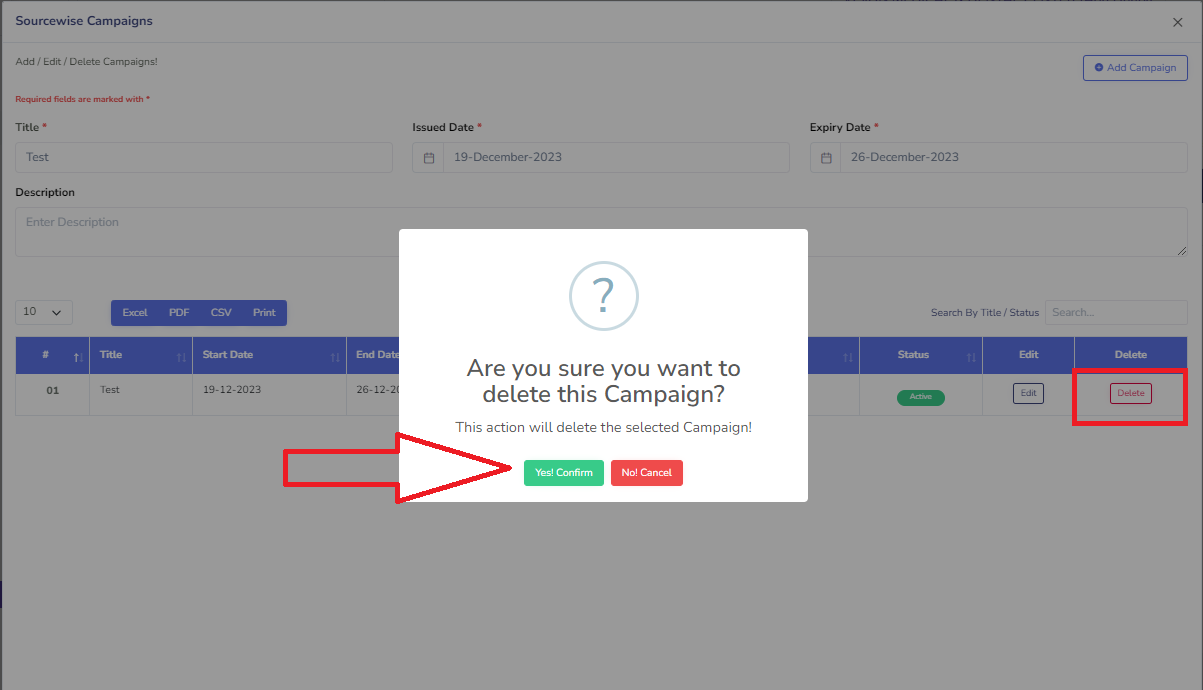 Sourcewise Campaigns
Add / Edit / Delete Campaigns!
Add Campaign
Required fields are marked with *
Title *
Issued Date *
Expiry Date *
Test
19-December-2023
26-December-2023
Description
Enter Description
?
10
Excel PDF CSV Print
Search By Title / Status
Search...
# Title Start Date End Date Status Edit Delete
01 Test 19-12-2023 26-12-20 Active Edit Delete
Are you sure you want to
delete this Campaign?
This action will delete the selected Campaign!
Yes! Confirm
No! Cancel